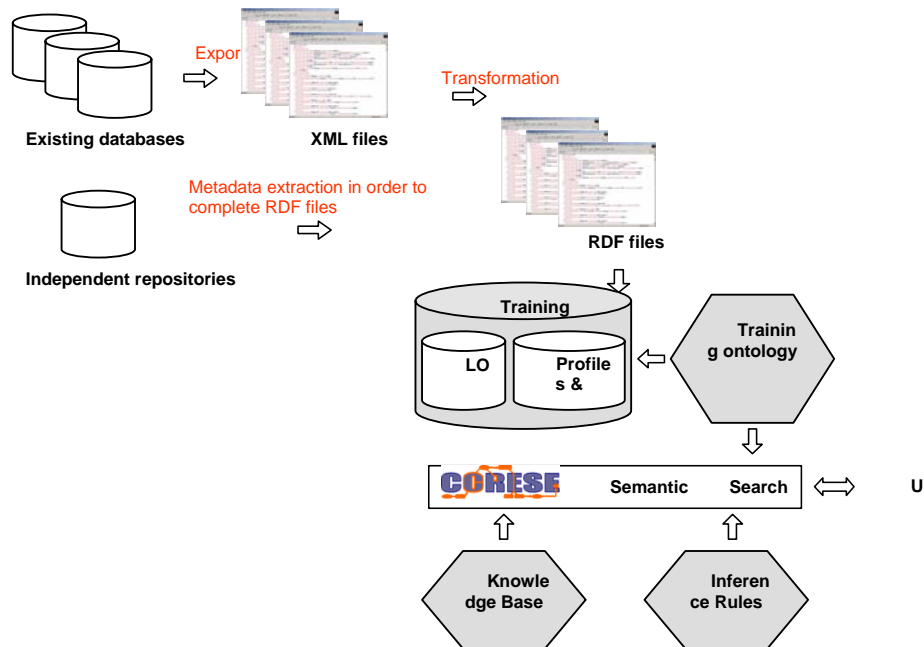 Expor
Transformation
Existing databases
XML files
Metadata extraction in order to
complete RDF files
RDF files
Independent repositories
Training
Trainin
g ontology
LO
Profile
s &
CORESE
Semantic Search
U
Knowle
dge Base
Inferen
ce Rules